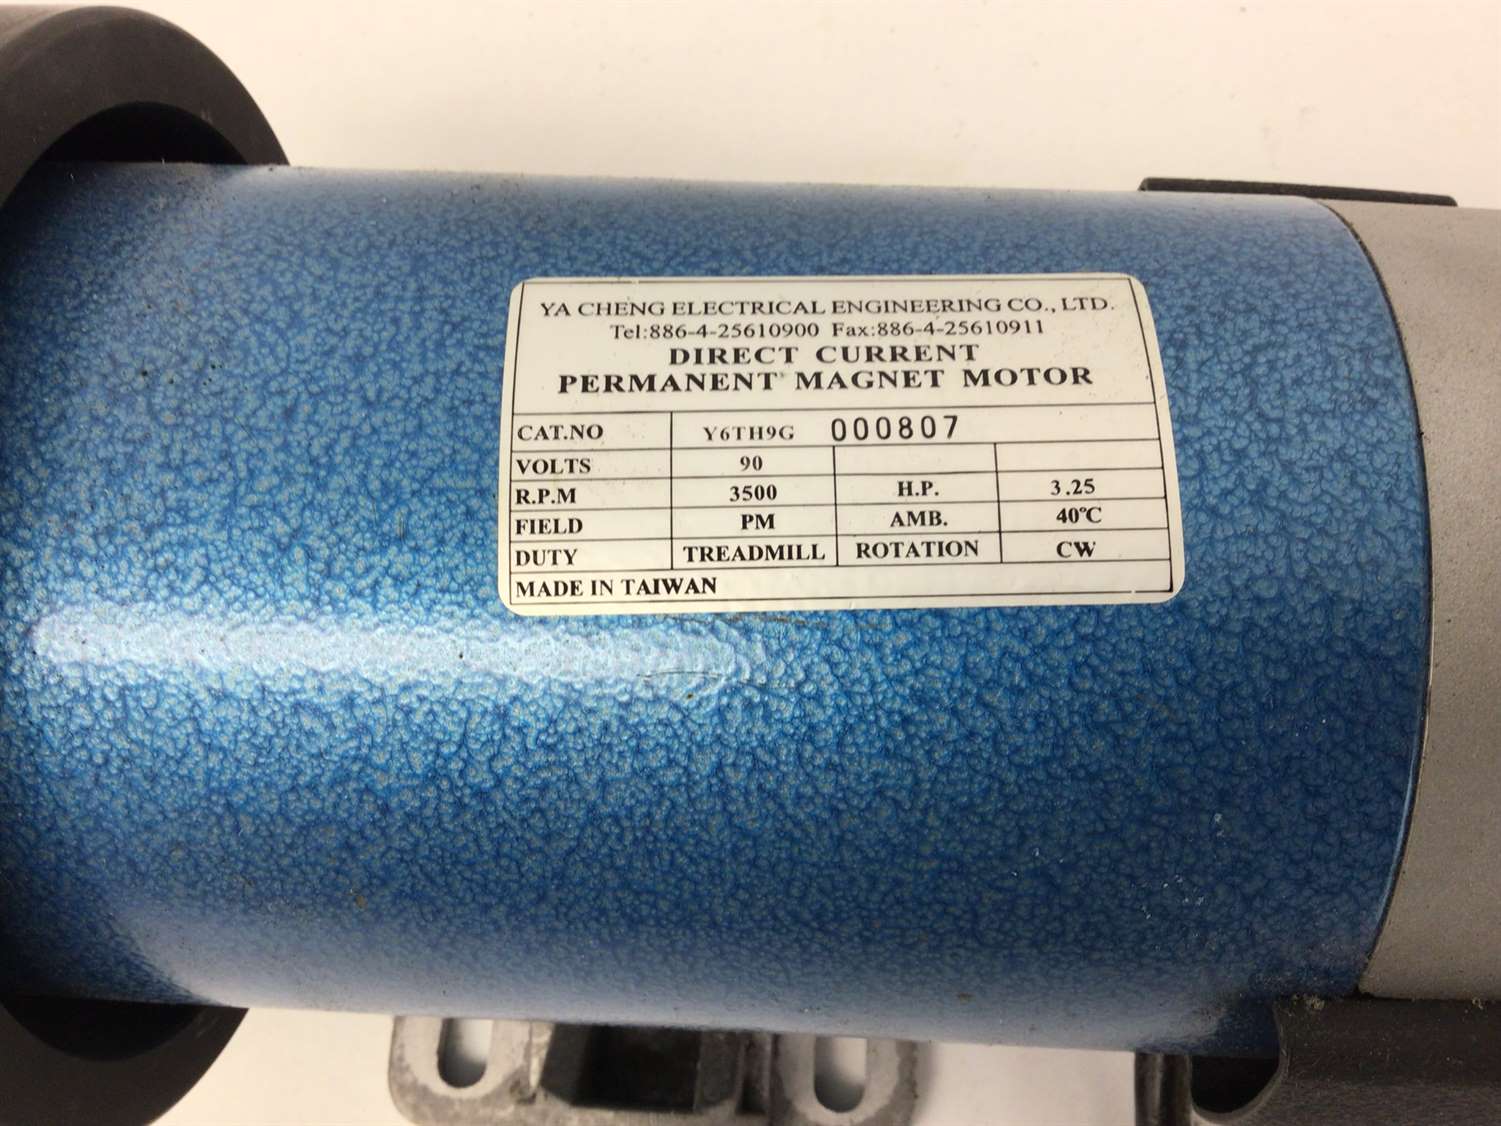 YA CHENG ELECTRICAL ENGINEERING CO., LTD.
Tel:886-4-25610900 Fax:886-4-25610911
DIRECT CURRENT
PERMANENT MAGNET MOTOR
CAT.NO Y6TH9G 000807
VOLTS 90
R.P.M 3500 H.P. 3.25
FIELD PM AMB. 40℃
DUTY TREADMILL ROTATION CW
MADE IN TAIWAN